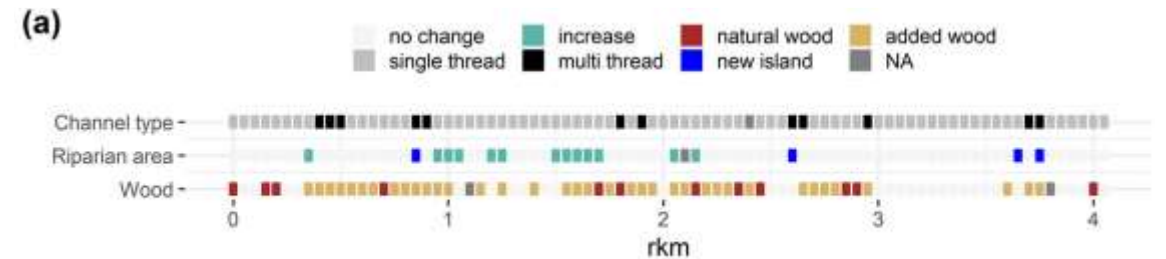 (a)
no change increase natural wood added wood
single thread multi thread new island NA
Channel type
Riparian area
Wood
0 1 2 3 4
rkm